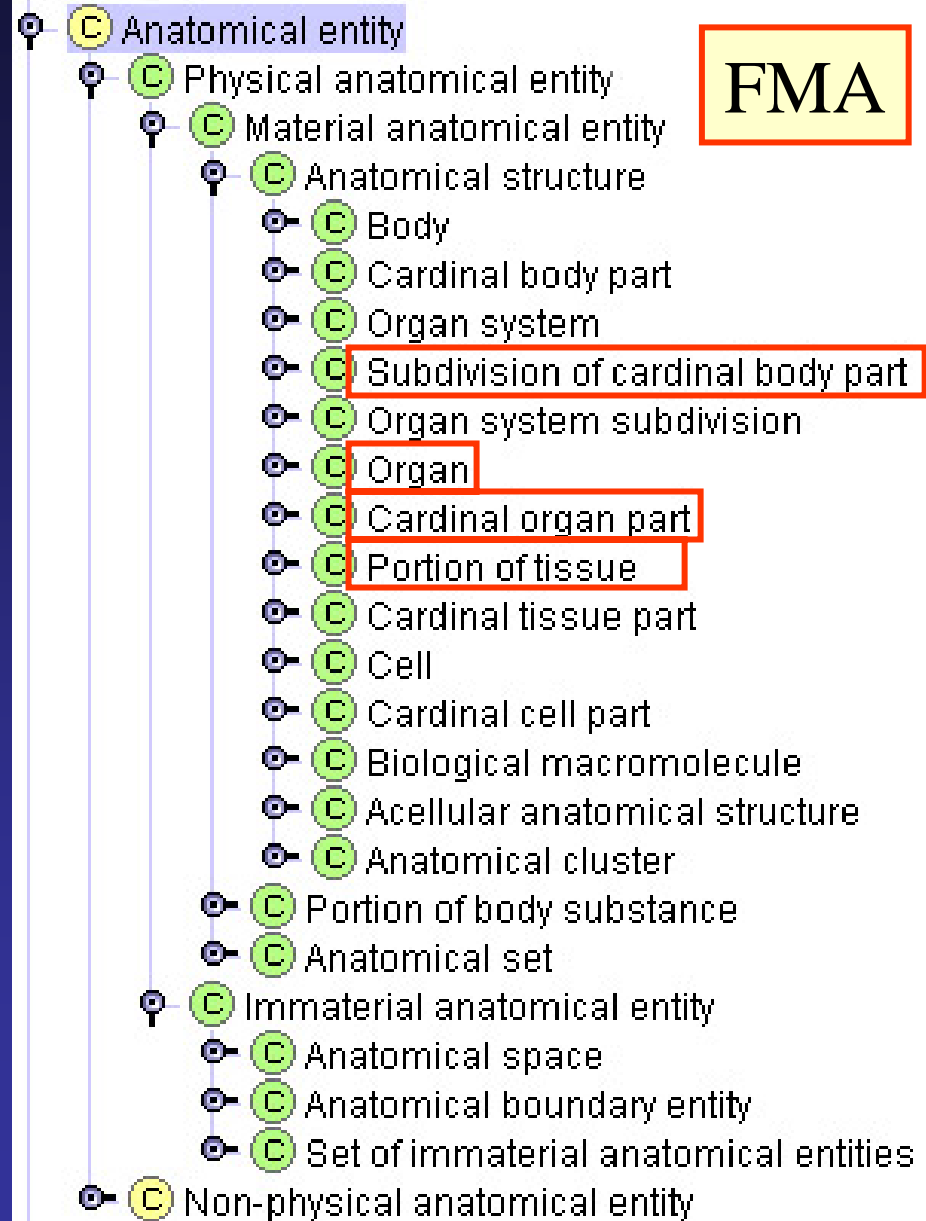 Anatomical entity
FMA
Physical anatomical entity
Material anatomical entity
Anatomical structure
Body
Cardinal body part
Organ system
Subdivision of cardinal body part
Organ system subdivision
Organ
Cardinal organ part
Portion of tissue
Cardinal tissue part
Cell
Cardinal cell part
Biological macromolecule
Acellular anatomical structure
Anatomical cluster
Portion of body substance
Anatomical set
Immaterial anatomical entity
Anatomical space
Anatomical boundary entity
Set of immaterial anatomical entities
Non-physical anatomical entity